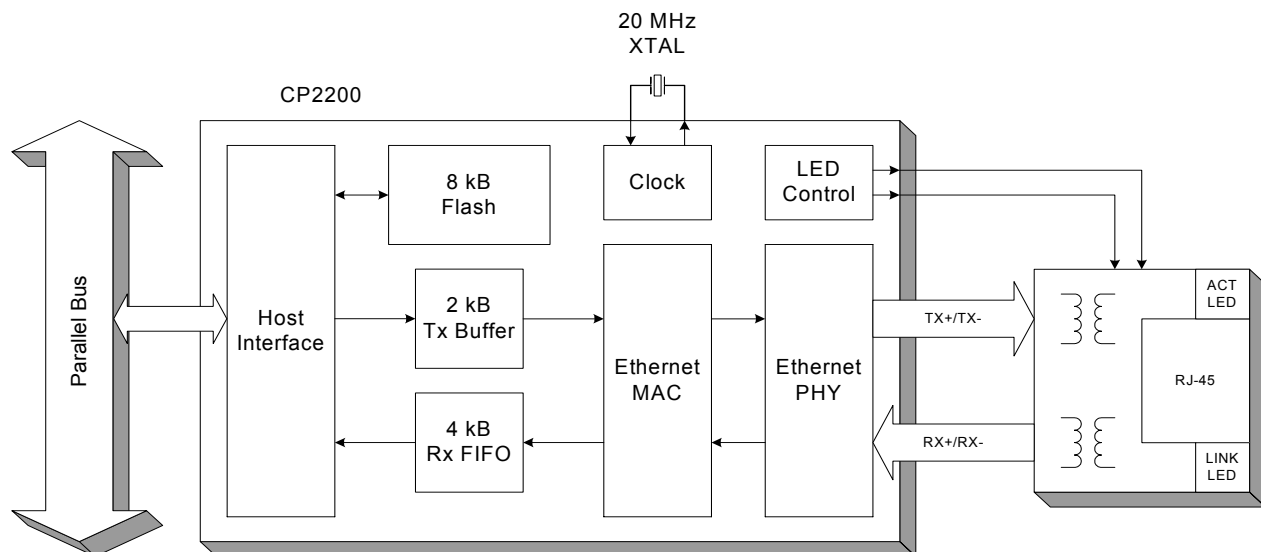 20 MHz
XTAL
CP2200
8 kB
Flash
Clock
LED
Control
Parallel Bus
Host
Interface
2 kB
Tx Buffer
4 kB
Rx FIFO
Ethernet
MAC
Ethernet
PHY
TX+/TX-
RX+/RX-
ACT
LED
RJ-45
LINK
LED